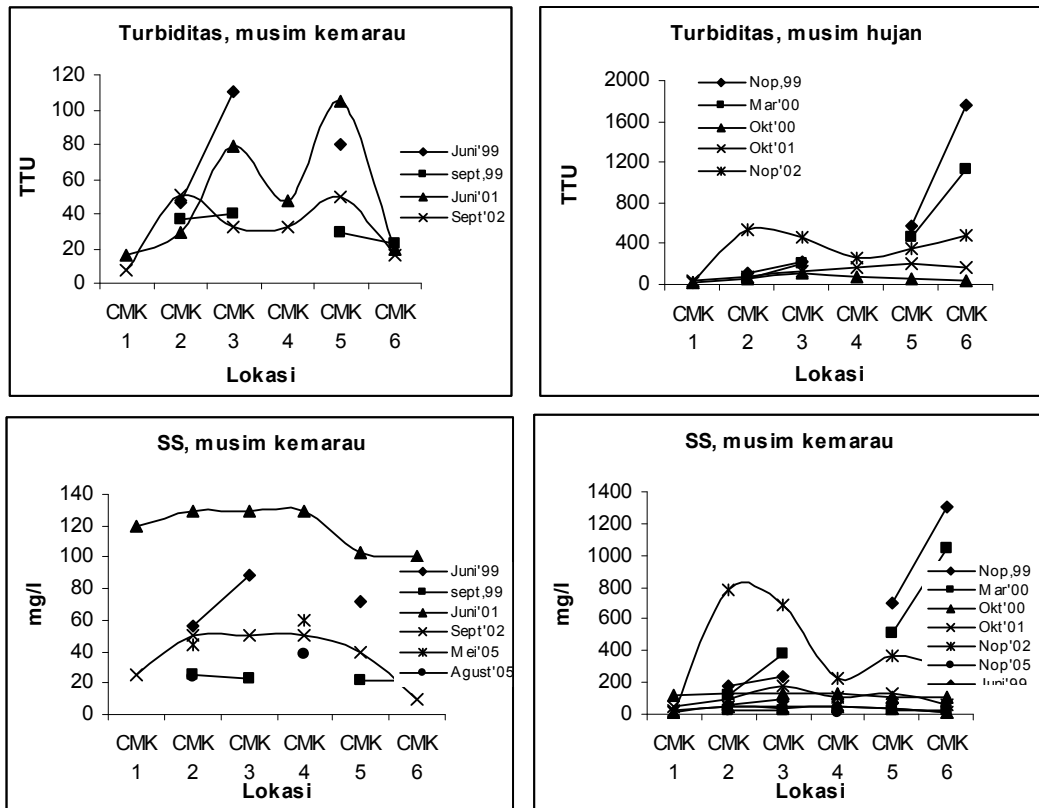 Turbiditas, musim kemarau
120
100
80
60
40
20
0
TTU
CMK CMK CMK CMK CMK CMK
1 2 3 4 5 6
Lokasi
Juni'99
sept,99
Juni'01
Sept'02
Turbiditas, musim hujan
2000
1600
1200
800
400
0
TTU
CMK CMK CMK CMK CMK CMK
1 2 3 4 5 6
Lokasi
Nop,99
Mar'00
Okt'00
Okt'01
Nop'02
SS, musim kemarau
140
120
100
80
60
40
20
0
mg/l
CMK CMK CMK CMK CMK CMK
1 2 3 4 5 6
Lokasi
Juni'99
sept,99
Juni'01
Sept'02
Mei'05
Agust'05
SS, musim kemarau
1400
1200
1000
800
600
400
200
0
mg/l
CMK CMK CMK CMK CMK CMK
1 2 3 4 5 6
Lokasi
Nop,99
Mar'00
Okt'00
Okt'01
Nop'02
Nop'05
Juni'99